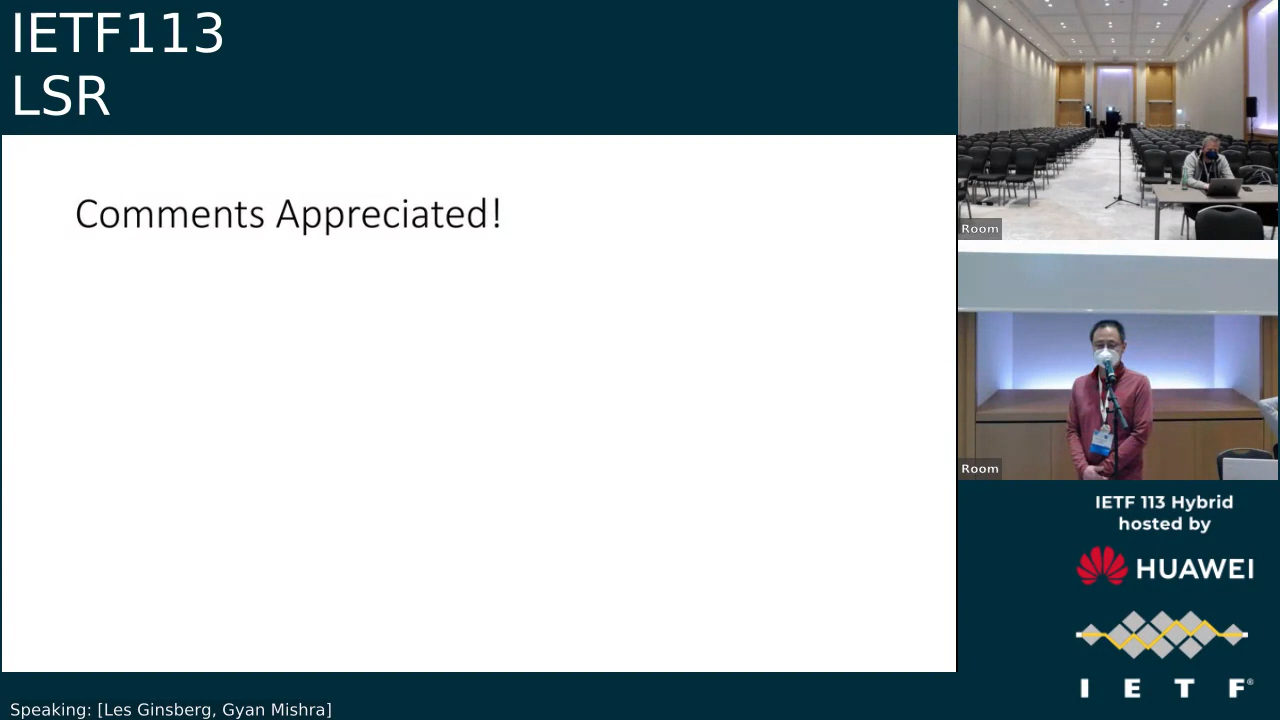 IETF113
LSR
Comments Appreciated!
Room
Room
IETF 113 Hybrid
hosted by
HUAWEI
I E T F®
Speaking: [Les Ginsberg, Gyan Mishra]